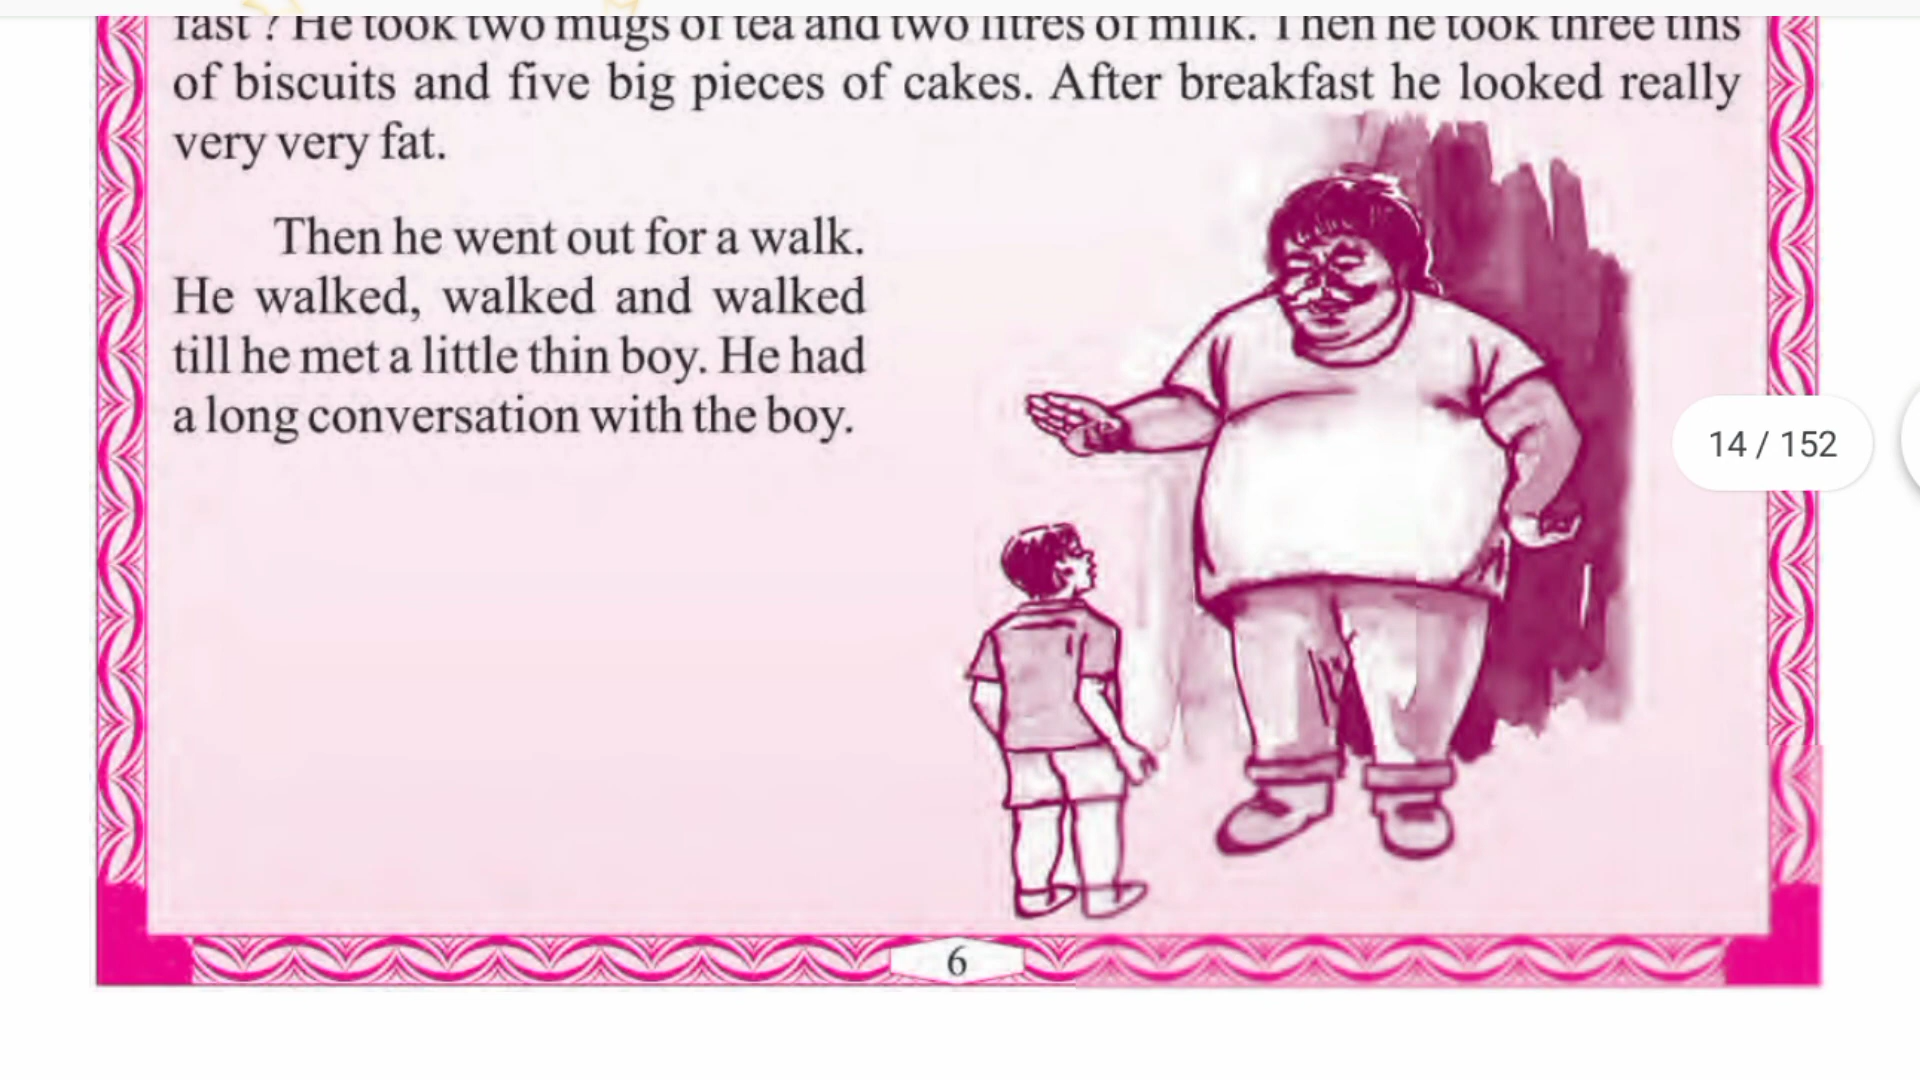 fast ? He took two mugs of tea and two litres of milk. Then he took three tins
of biscuits and five big pieces of cakes. After breakfast he looked really
very very fat.
Then he went out for a walk.
He walked, walked and walked
till he met a little thin boy. He had
a long conversation with the boy.
14 / 152
6